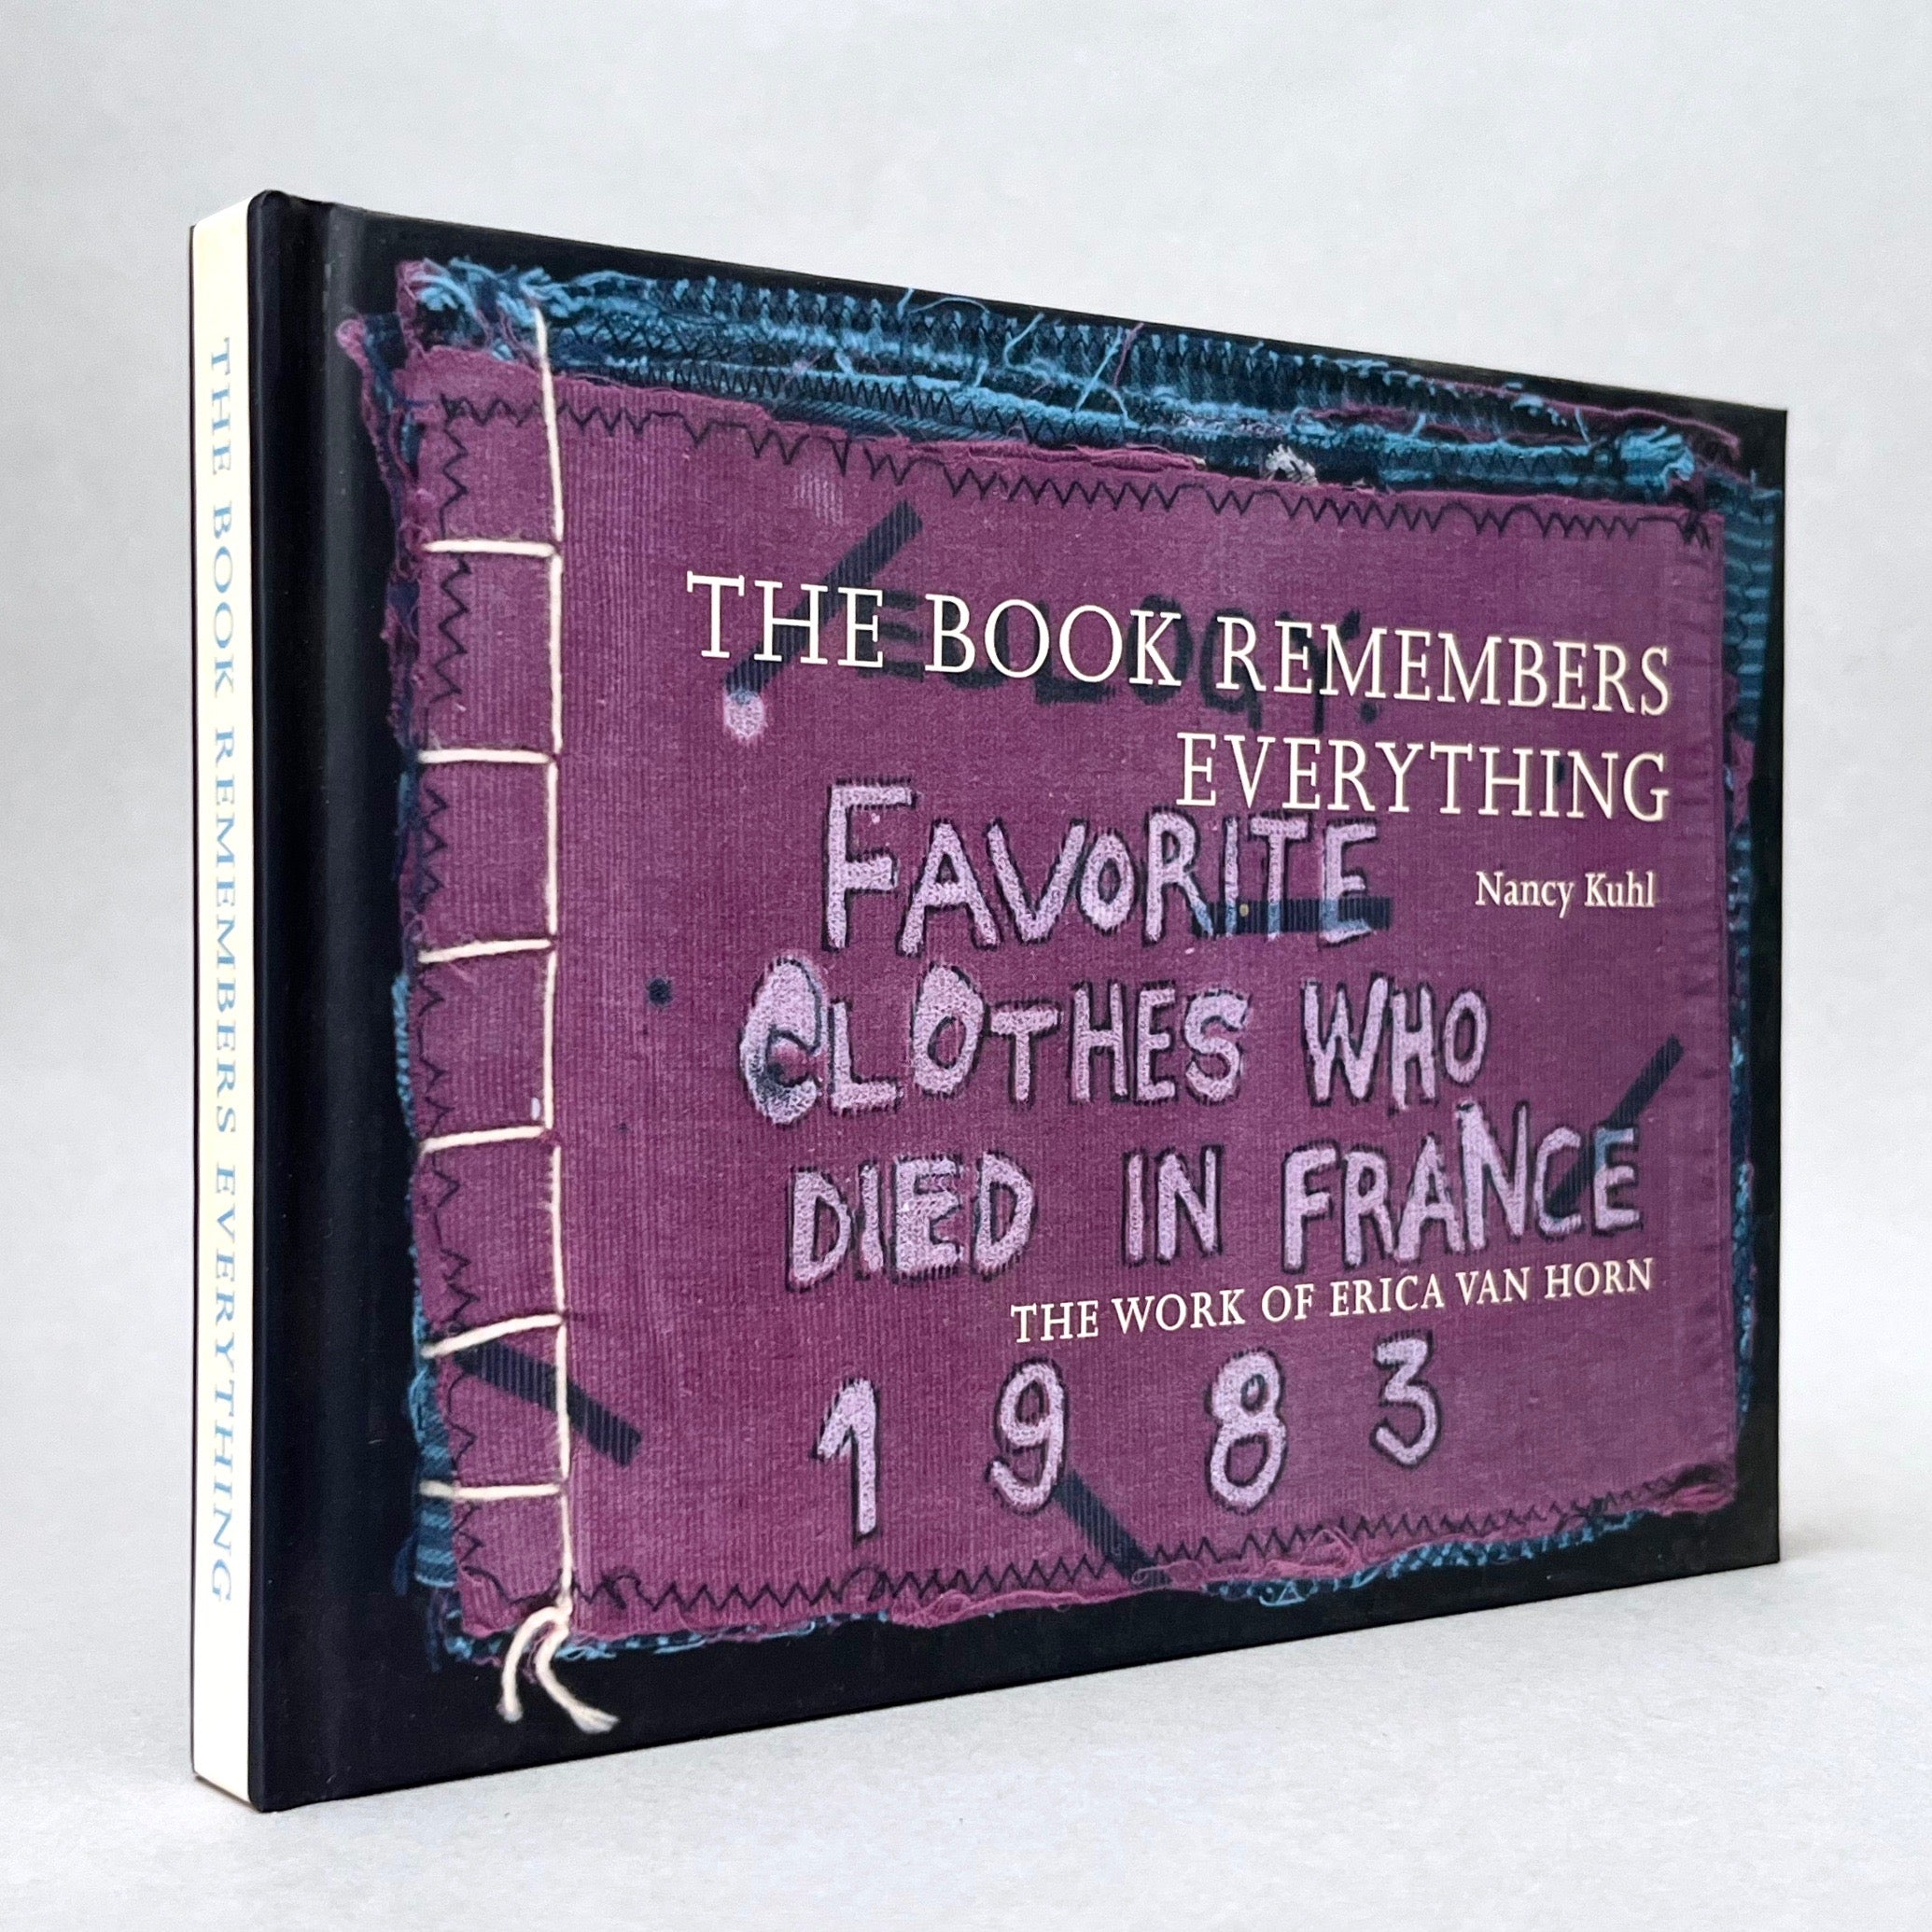 THE BOOK REMEMBERS EVERYTHING
THE BOOK REMEMBERS
EVERYTHING
Nancy Kuhl
FAVORITE
CLOTHES WHO
DIED IN FRANCE
THE WORK OF ERICA VAN HORN
1983